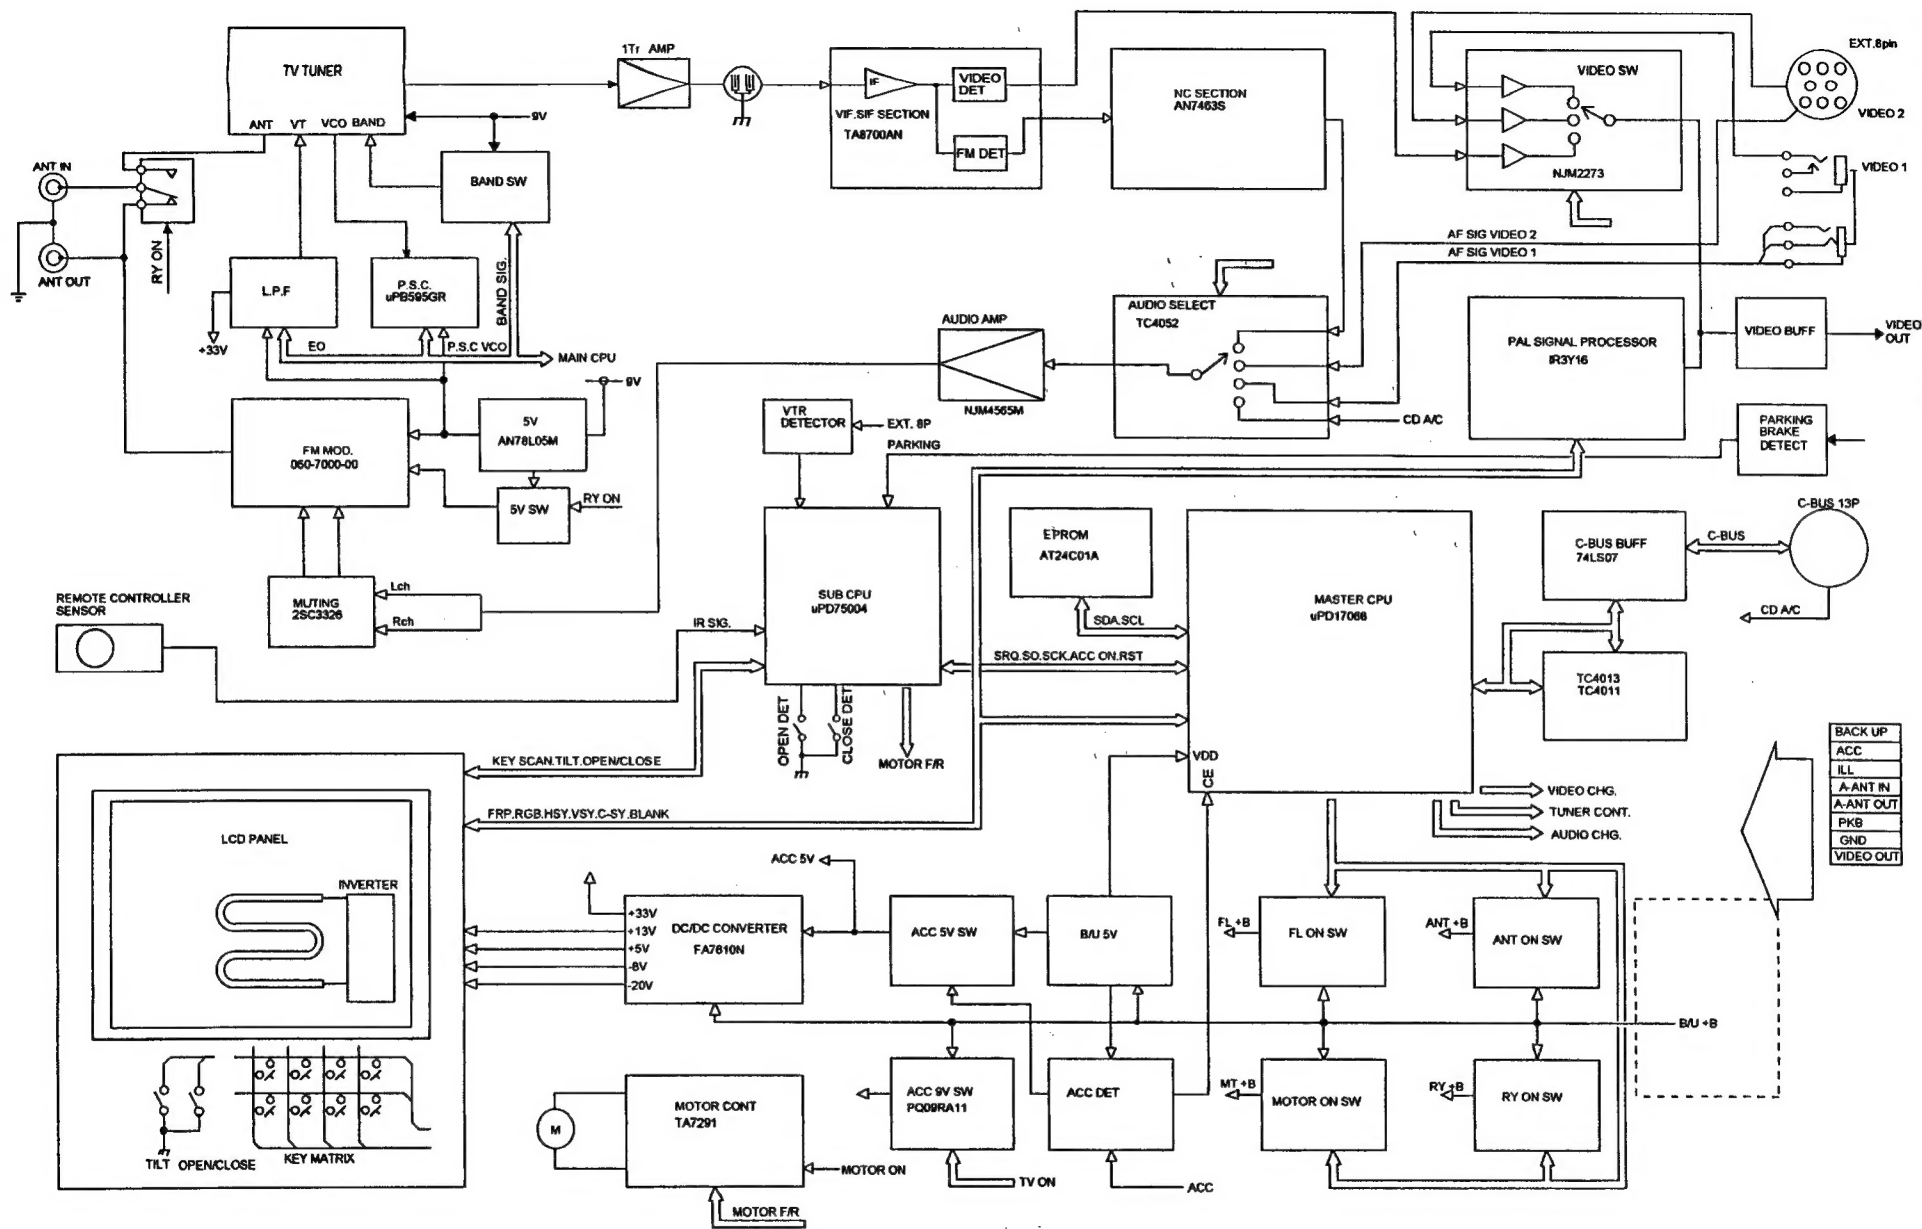 1Tr AMP
TV TUNER
ANT VT VCO BAND
9V
ANT IN
ANT OUT
RY ON
BAND SW
L.P.F
P.S.C.
uPB595GR
BAND SIG.
+33V
EO
P.S.C VCO
MAIN CPU
IF
VIDEO
DET
VIF.SIF SECTION
TA8700AN
FM DET
NC SECTION
AN7463S
VIDEO SW
NJM2273
EXT.8pin
VIDEO 2
VIDEO 1
AF SIG VIDEO 2
AF SIG VIDEO 1
AUDIO SELECT
TC4052
CD A/C
AUDIO AMP
NJM4565M
PAL SIGNAL PROCESSOR
IR3Y16
VIDEO BUFF
VIDEO
OUT
PARKING
BRAKE
DETECT
VTR
DETECTOR
EXT. 8P
PARKING
FM MOD.
060-7000-00
5V
AN78L05M
9V
5V SW
RY ON
MUTING
2SC3326
Lch
Rch
REMOTE CONTROLLER
SENSOR
IR SIG.
SUB CPU
uPD75004
OPEN DET
CLOSE DET
MOTOR F/R
EPROM
AT24C01A
SDA.SCL
SRQ.SO.SCK.ACC ON.RST
MASTER CPU
uPD17066
VDD
CE
C-BUS BUFF
74LS07
C-BUS
C-BUS 13P
CD A/C
TC4013
TC4011
VIDEO CHG.
TUNER CONT.
AUDIO CHG.
BACK UP
ACC
ILL
A-ANT IN
A-ANT OUT
PKB
GND
VIDEO OUT
KEY SCAN.TILT.OPEN/CLOSE
FRP.RGB.HSY.VSY.C-SY.BLANK
LCD PANEL
INVERTER
TILT OPEN/CLOSE
KEY MATRIX
ACC 5V
+33V
+13V
+5V
-8V
-20V
DC/DC CONVERTER
FA7610N
ACC 5V SW
B/U 5V
FL +B
FL ON SW
ANT +B
ANT ON SW
B/U +B
M
MOTOR CONT
TA7291
MOTOR ON
MOTOR F/R
ACC 9V SW
PQ09RA11
TV ON
ACC DET
ACC
MT +B
MOTOR ON SW
RY +B
RY ON SW